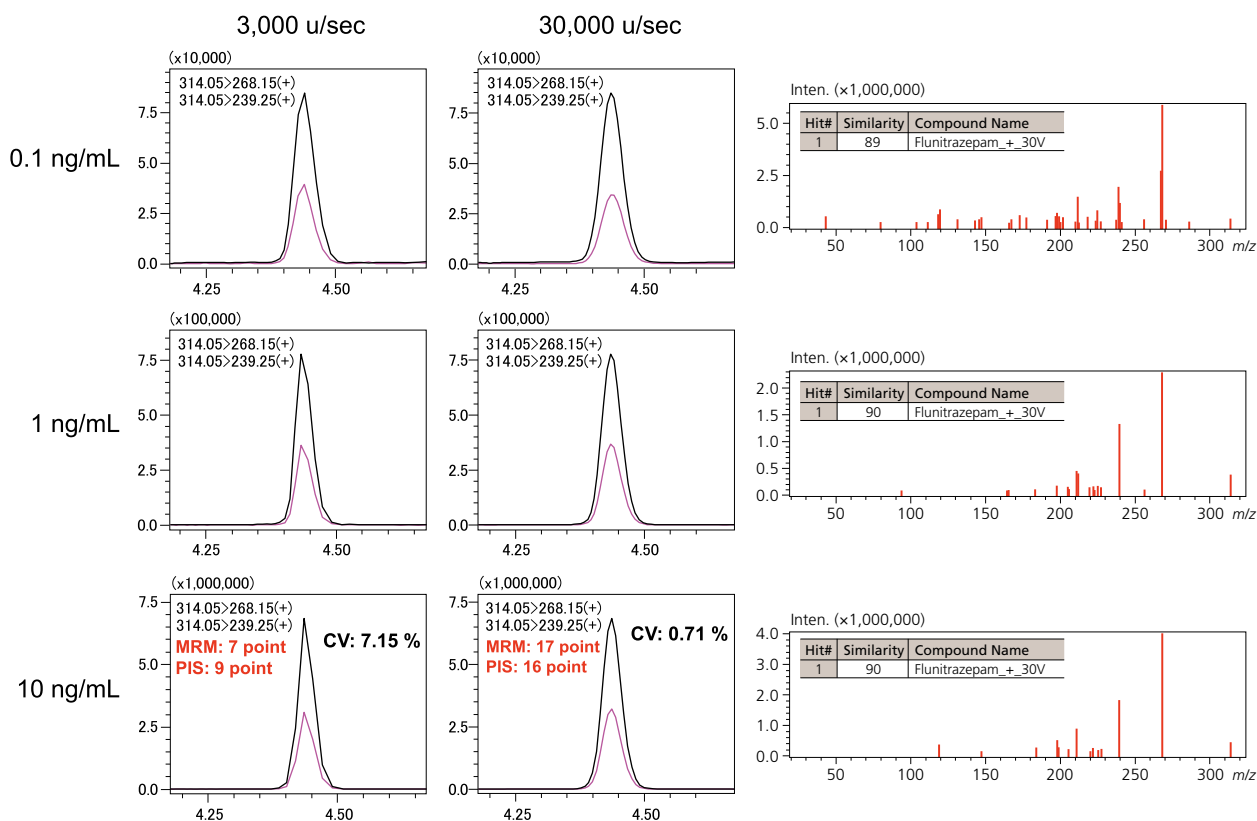 3,000 u/sec
30,000 u/sec
0.1 ng/mL
(x10,000)
314.05>268.15(+)
314.05>239.25(+)
7.5
5.0
2.5
0.0
4.25 4.50
(x10,000)
314.05>268.15(+)
314.05>239.25(+)
7.5
5.0
2.5
0.0
4.25 4.50
Inten. (×1,000,000)
Hit# Similarity Compound Name
1 89 Flunitrazepam_+_30V
5.0
2.5
0.0
50 100 150 200 250 300 m/z
1 ng/mL
(x100,000)
314.05>268.15(+)
314.05>239.25(+)
7.5
5.0
2.5
0.0
4.25 4.50
(x100,000)
314.05>268.15(+)
314.05>239.25(+)
7.5
5.0
2.5
0.0
4.25 4.50
Inten. (×1,000,000)
Hit# Similarity Compound Name
1 90 Flunitrazepam_+_30V
2.0
1.5
1.0
0.5
0.0
50 100 150 200 250 300 m/z
10 ng/mL
(x1,000,000)
7.5
314.05>268.15(+)
314.05>239.25(+)
MRM: 7 point
PIS: 9 point
CV: 7.15 %
5.0
2.5
0.0
4.25 4.50
(x1,000,000)
7.5
314.05>268.15(+)
314.05>239.25(+)
MRM: 17 point
PIS: 16 point
CV: 0.71 %
5.0
2.5
0.0
4.25 4.50
Inten. (×1,000,000)
Hit# Similarity Compound Name
1 90 Flunitrazepam_+_30V
4.0
3.0
2.0
1.0
0.0
50 100 150 200 250 300 m/z